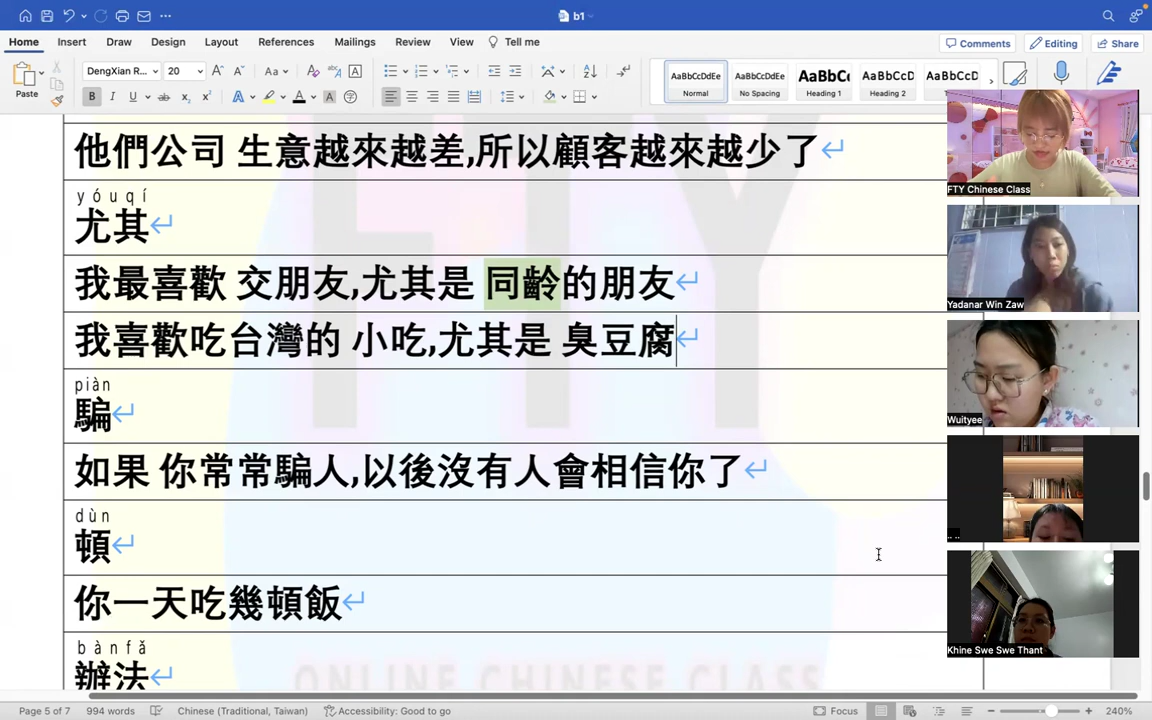 b1
Home Insert Draw Design Layout References Mailings Review View Tell me
Comments Editing Share
Paste
DengXian R... 20
AaBbCcDdEe AaBbCcDdEe AaBbCc AaBbCcD AaBbCcD
Normal No Spacing Heading 1 Heading 2
FTY
他們公司 生意越來越差,所以顧客越來越少了
yóuqí
尤其
我最喜歡 交朋友,尤其是 同齡的朋友
我喜歡吃台灣的 小吃,尤其是 臭豆腐
piàn
騙
如果 你常常騙人,以後沒有人會相信你了
dùn
頓
你一天吃幾頓飯
bànfǎ
辦法
ONLINE CHINESE CLASS
FTY Chinese Class
Yadanar Win Zaw
Wuityee
.. ..
Khine Swe Swe Thant
Page 5 of 7 994 words Chinese (Traditional, Taiwan) Accessibility: Good to go Focus 240%